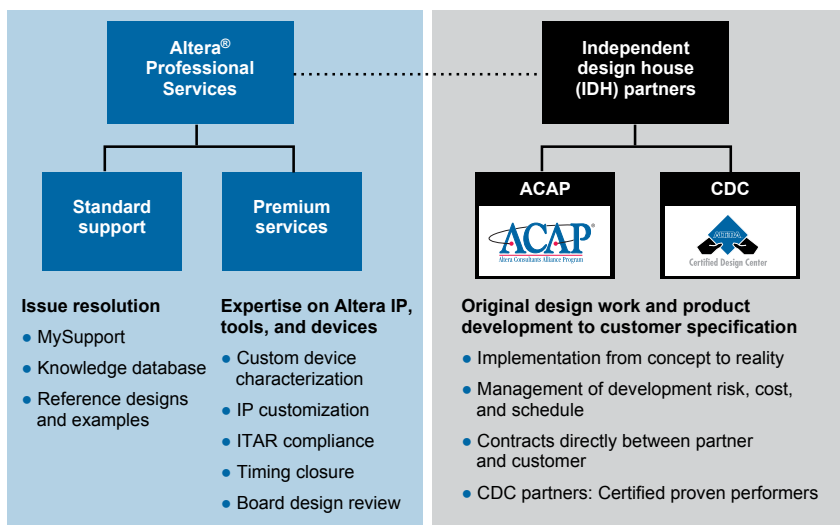 Altera®
Professional
Services
Independent
design house
(IDH) partners
Standard
support
Premium
services
ACAP
ACAP®
Altera Consultants Alliance Program
CDC
ALTERA
Certified Design Center
Issue resolution
• MySupport
• Knowledge database
• Reference designs
and examples
Expertise on Altera IP,
tools, and devices
• Custom device
characterization
• IP customization
• ITAR compliance
• Timing closure
• Board design review
Original design work and product
development to customer specification
• Implementation from concept to reality
• Management of development risk, cost,
and schedule
• Contracts directly between partner
and customer
• CDC partners: Certified proven performers